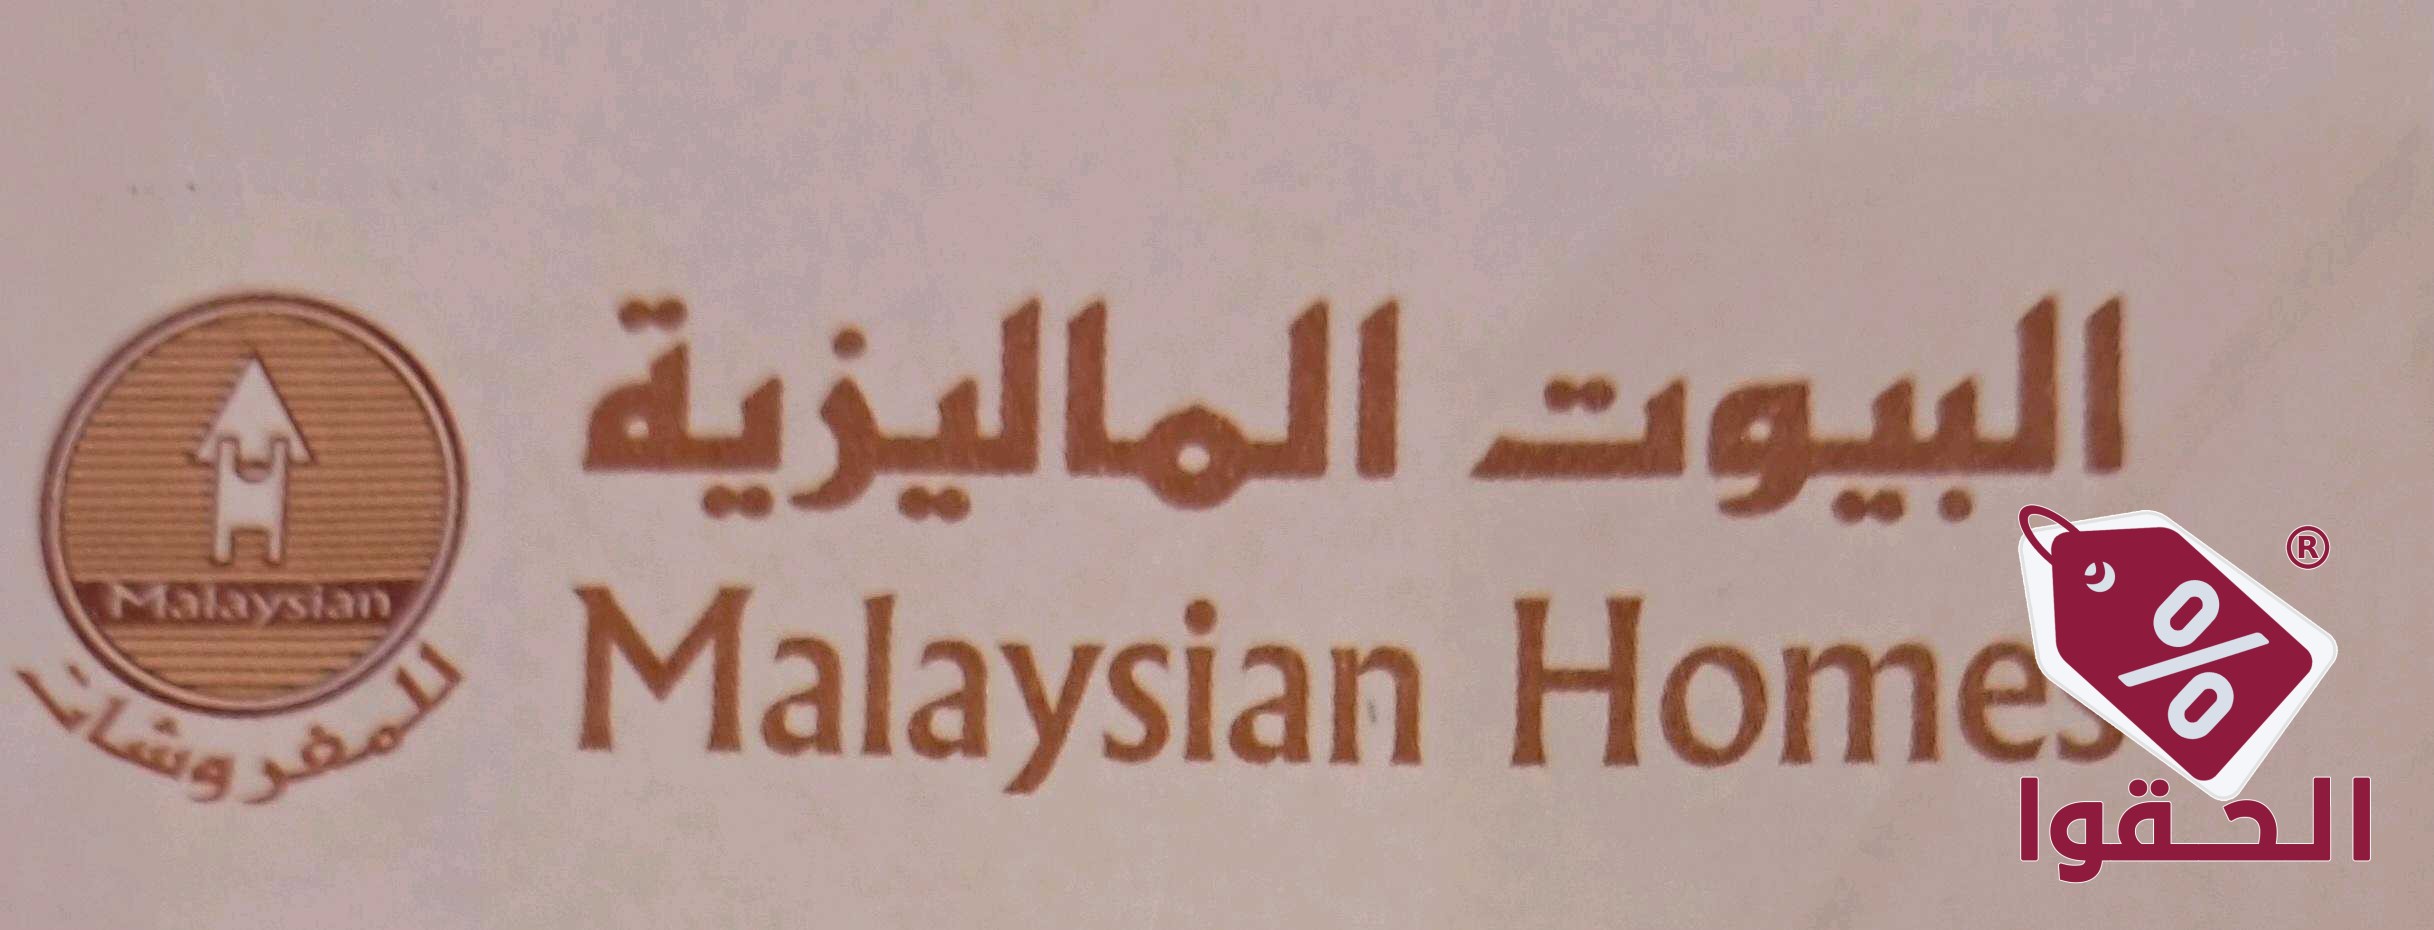 البيوت الماليزية
Malaysian Homes
Malaysian
للمفروشات
%
®
الحقوا